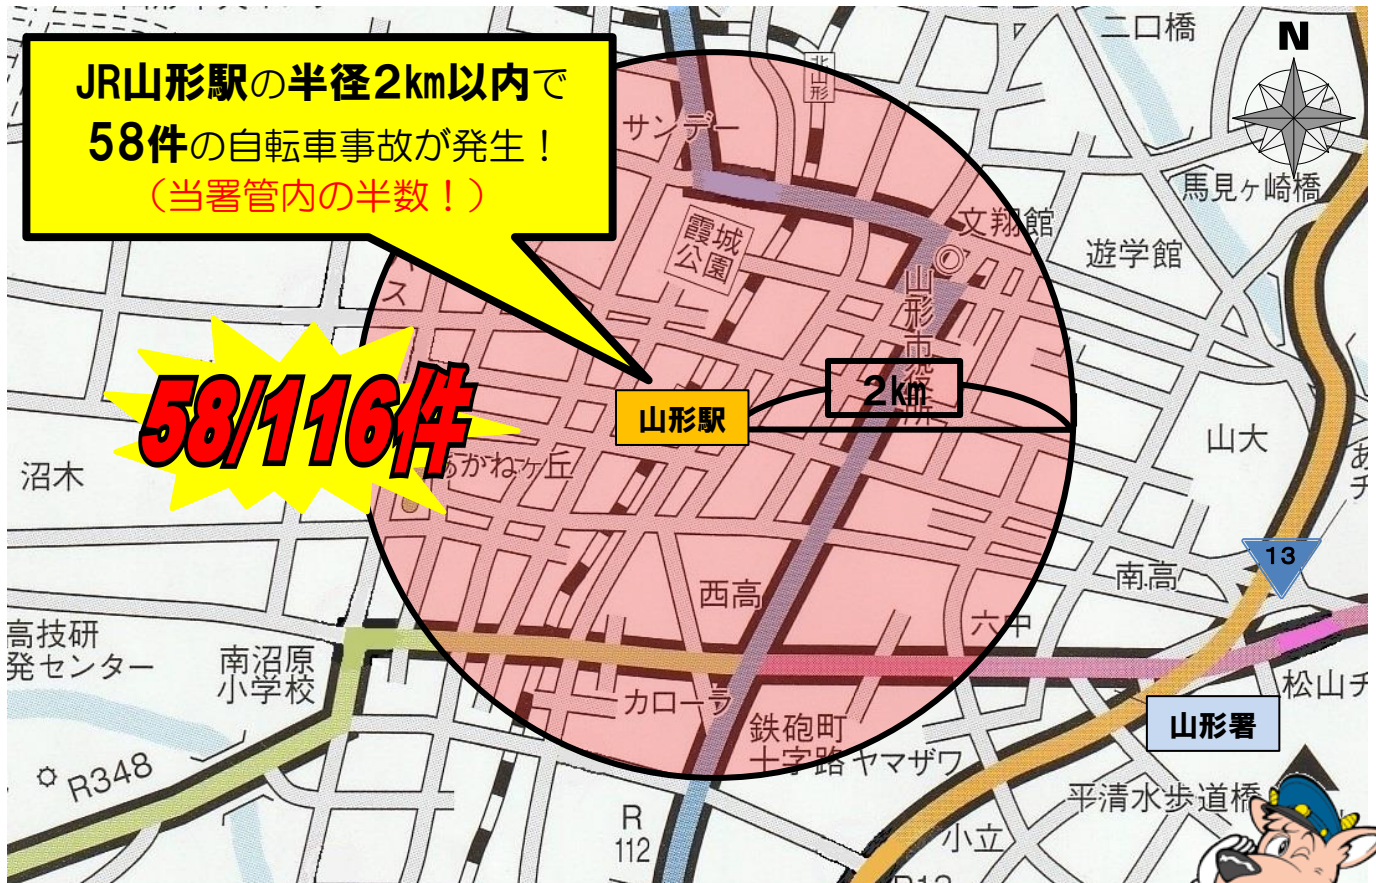 二口橋
N
JR山形駅の半径2km以内で
58件の自転車事故が発生！
（当署管内の半数！）
北山形
サンデー
馬見ヶ崎橋
文翔館
遊学館
霞城
公園
ス
山形市役所
58/116件
山形駅
2km
山大
あかねヶ丘
沼木
あ
チ
13
南高
西高
六中
高技研
発センター
南沼原
小学校
松山チ
カローラ
山形署
鉄砲町
十字路
ヤマザワ
R348
平清水歩道橋
R
112
小立
R13